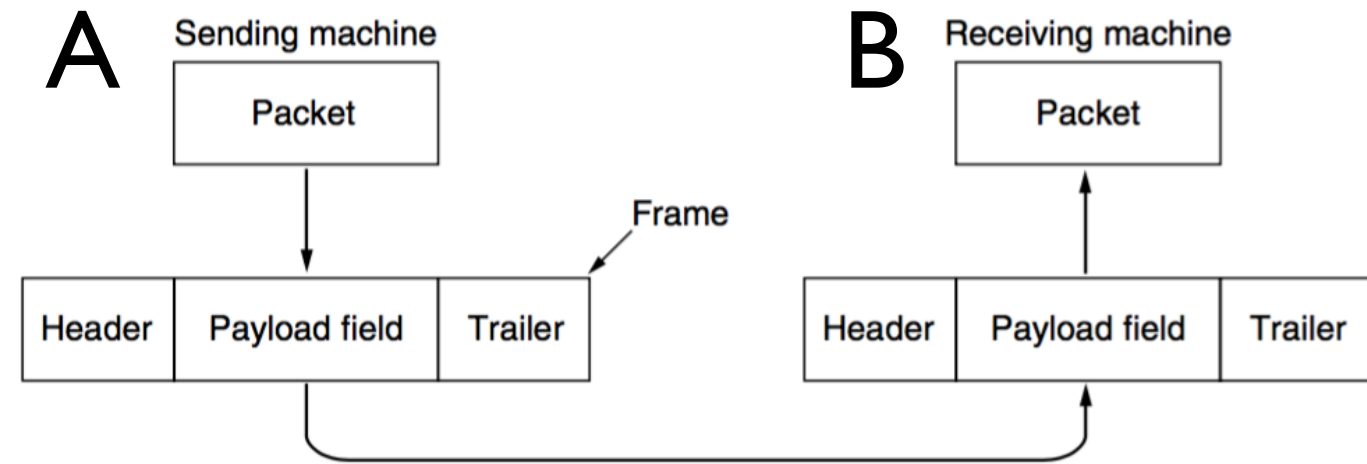 A Sending machine
B Receiving machine
Packet
Packet
Frame
Header Payload field Trailer
Header Payload field Trailer